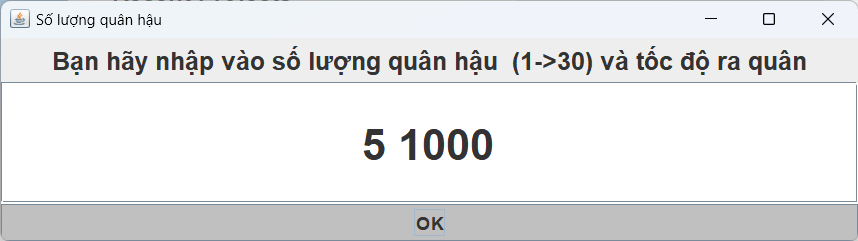 Số lượng quân hậu
Bạn hãy nhập vào số lượng quân hậu  (1->30) và tốc độ ra quân
5 1000
OK